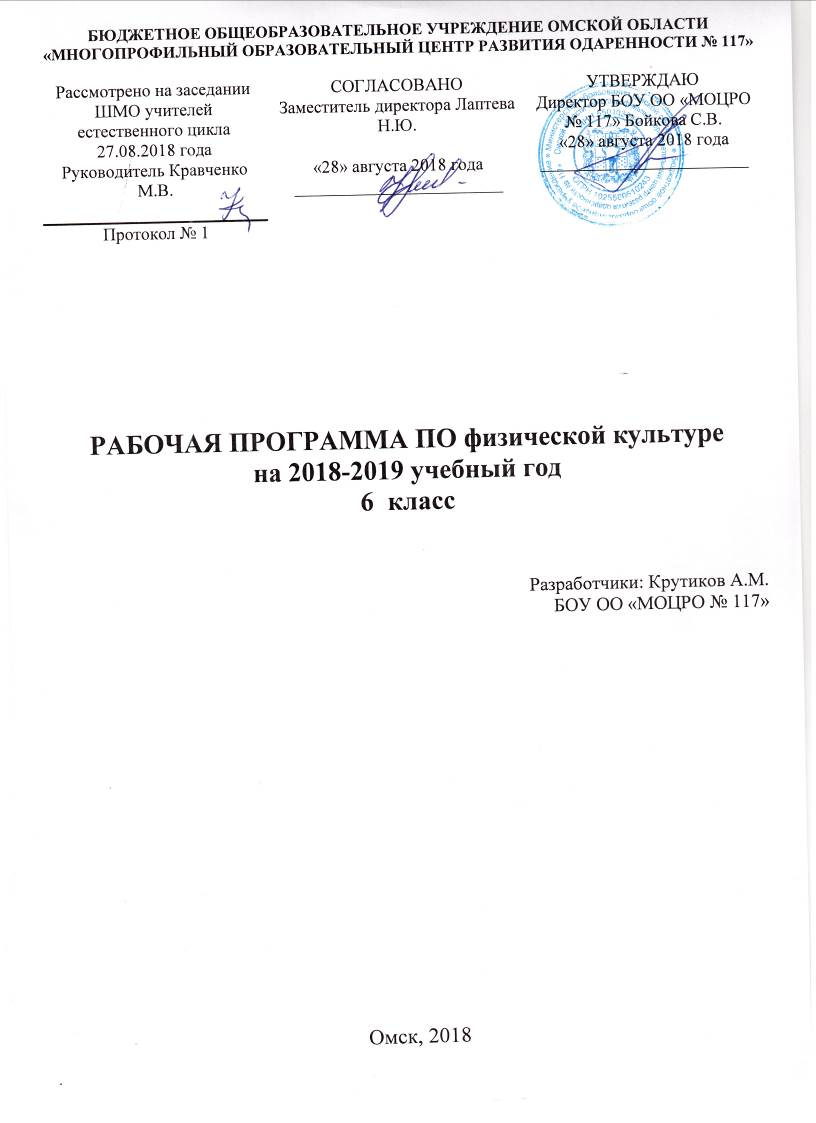 БЮДЖЕТНОЕ ОБЩЕОБРАЗОВАТЕЛЬНОЕ УЧРЕЖДЕНИЕ ОМСКОЙ ОБЛАСТИ
«МНОГОПРОФИЛЬНЫЙ ОБРАЗОВАТЕЛЬНЫЙ ЦЕНТР РАЗВИТИЯ ОДАРЕННОСТИ № 117»
Рассмотрено на заседании
ШМО учителей
естественного цикла
27.08.2018 года
Руководитель Кравченко
М.В.
Протокол № 1
СОГЛАСОВАНО
Заместитель директора Лаптева
Н.Ю.
«28» августа 2018 года
УТВЕРЖДАЮ
Директор БОУ ОО «МОЦРО
№ 117» Бойкова С.В.
«28» августа 2018 года
РАБОЧАЯ ПРОГРАММА ПО физической культуре
на 2018-2019 учебный год
6 класс
Разработчики: Крутиков А.М.
БОУ ОО «МОЦРО № 117»
Омск, 2018